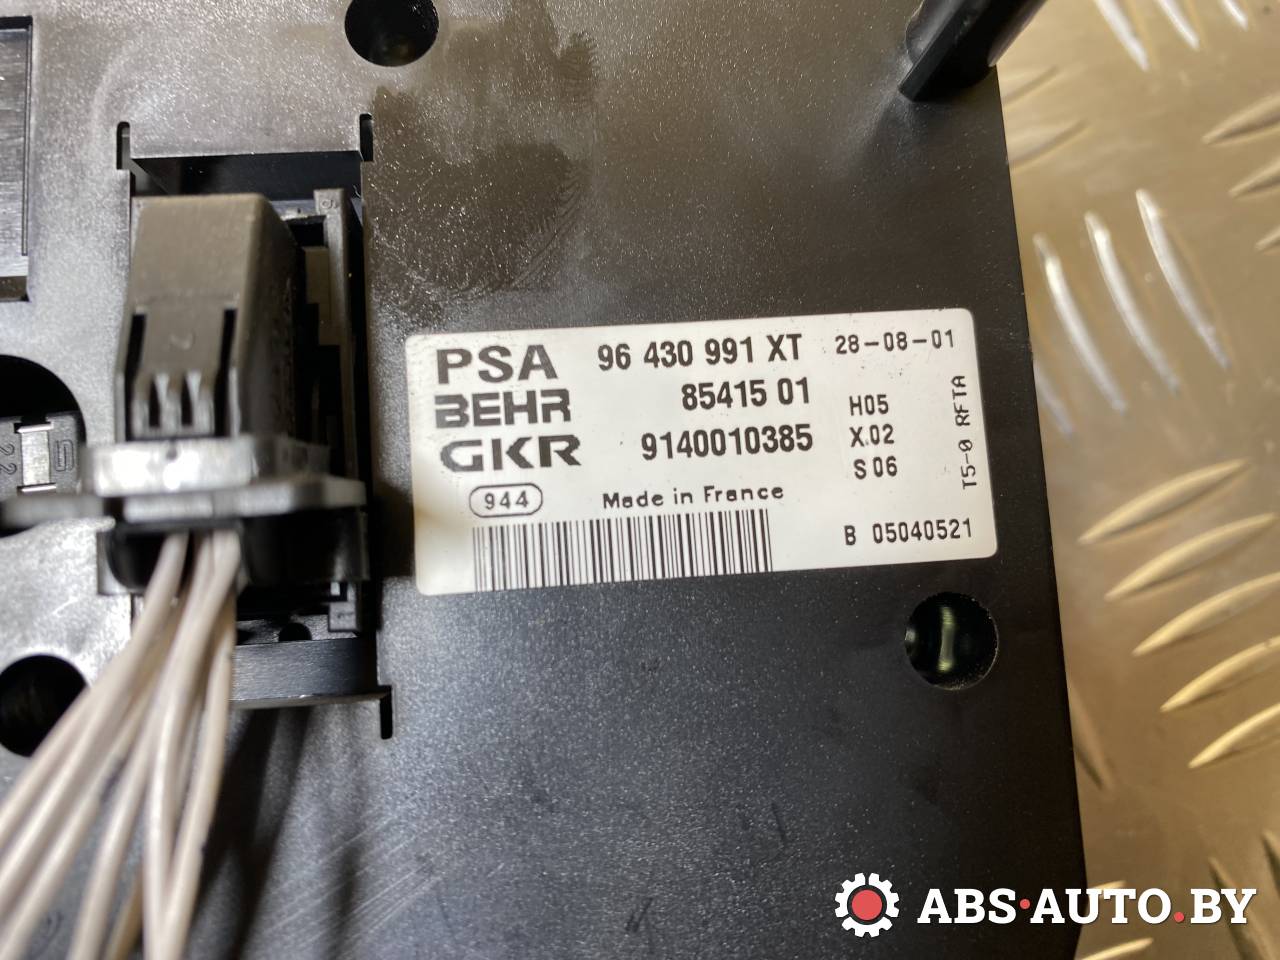 PSA 96 430 991 XT 28-08-01
BEHR 85415 01 H05
GKR 9140010385 X.02
S 06
T5-0 RFTA
944 Made in France
B 05040521
ABS·AUTO.BY